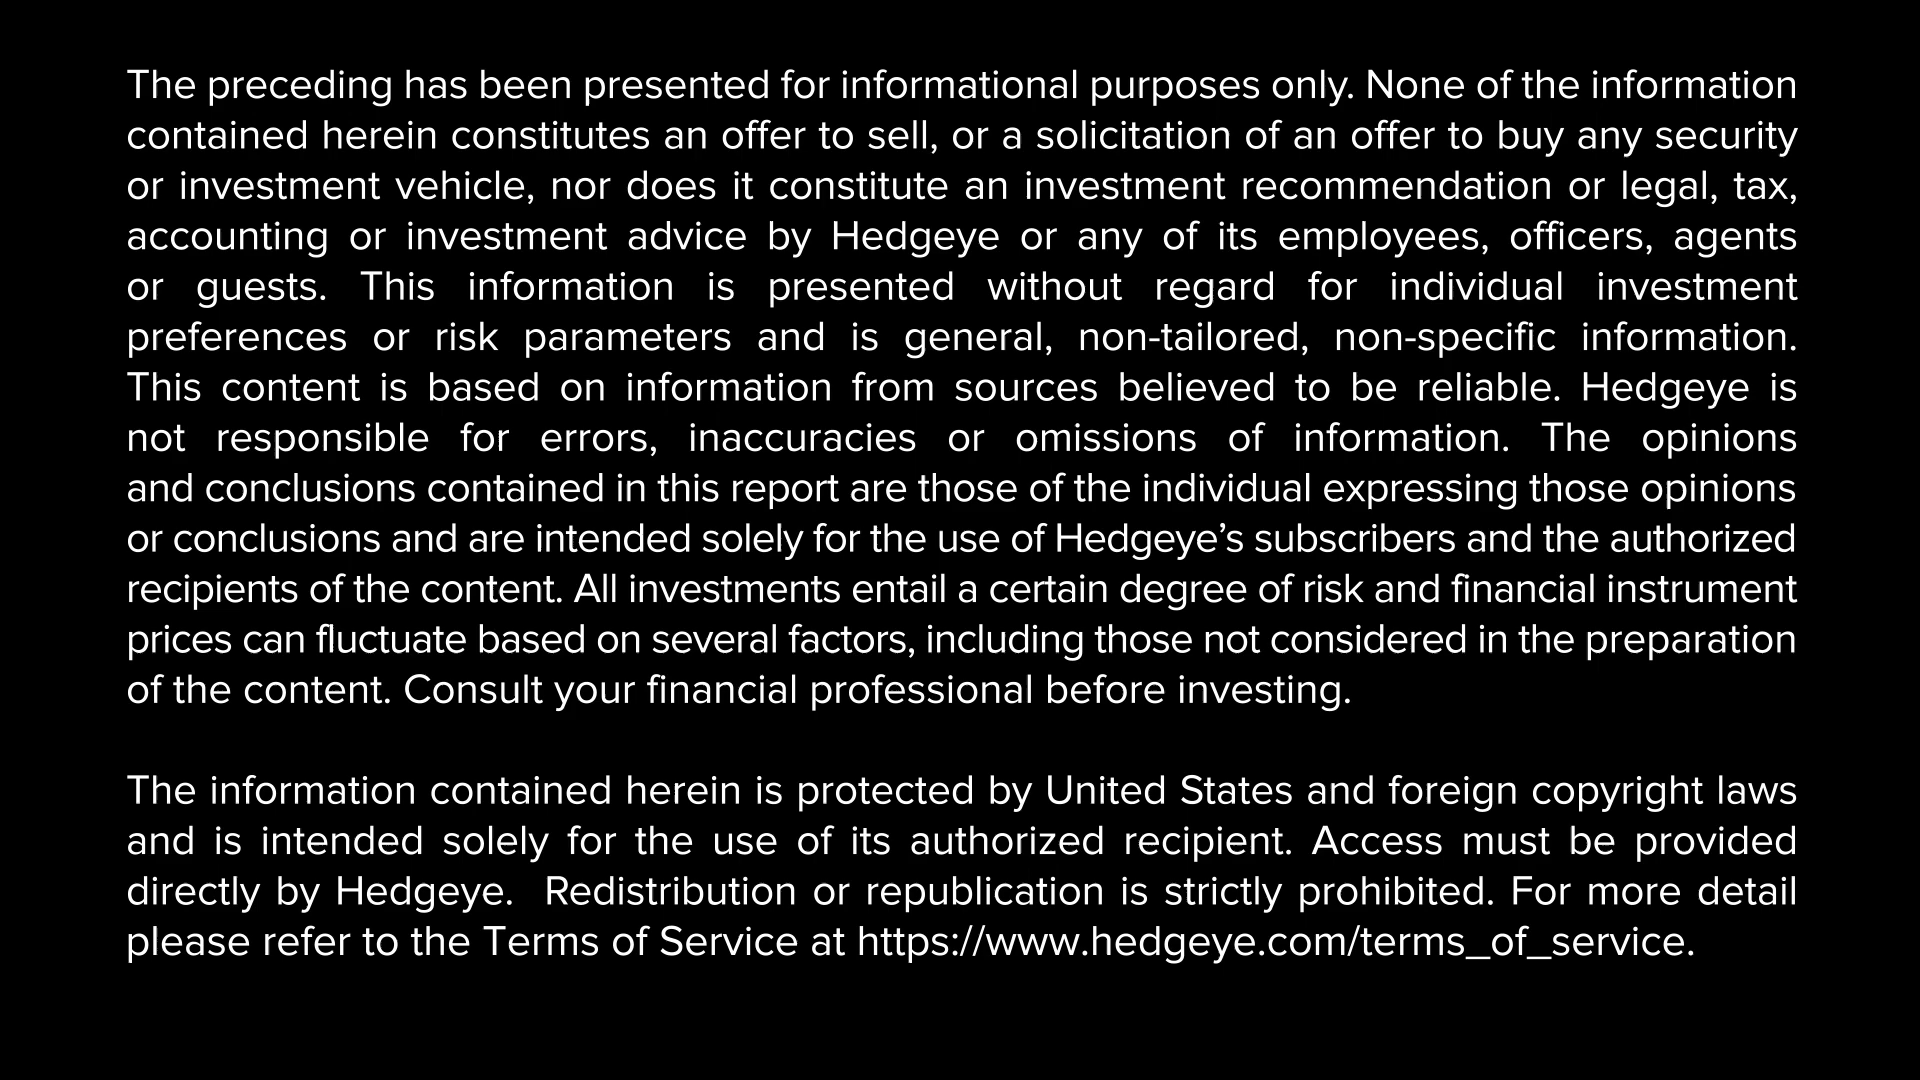 The preceding has been presented for informational purposes only. None of the information
contained herein constitutes an offer to sell, or a solicitation of an offer to buy any security
or investment vehicle, nor does it constitute an investment recommendation or legal, tax,
accounting or investment advice by Hedgeye or any of its employees, officers, agents
or guests. This information is presented without regard for individual investment
preferences or risk parameters and is general, non-tailored, non-specific information.
This content is based on information from sources believed to be reliable. Hedgeye is
not responsible for errors, inaccuracies or omissions of information. The opinions
and conclusions contained in this report are those of the individual expressing those opinions
or conclusions and are intended solely for the use of Hedgeye’s subscribers and the authorized
recipients of the content. All investments entail a certain degree of risk and financial instrument
prices can fluctuate based on several factors, including those not considered in the preparation
of the content. Consult your financial professional before investing.
The information contained herein is protected by United States and foreign copyright laws
and is intended solely for the use of its authorized recipient. Access must be provided
directly by Hedgeye.  Redistribution or republication is strictly prohibited. For more detail
please refer to the Terms of Service at https://www.hedgeye.com/terms_of_service.